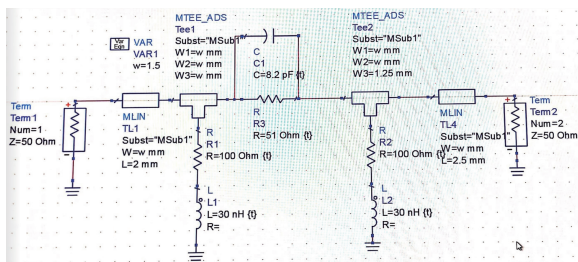 MTEE_ADS
Tee1
Subst="MSub1"
W1=w mm
W2=w mm
W3=w mm
Var
Eqn
VAR
VAR1
w=1.5
C
C1
C=8.2 pF {t}
MTEE_ADS
Tee2
Subst="MSub1"
W1=w mm
W2=w mm
W3=1.25 mm
Term
Term1
Num=1
Z=50 Ohm
MLIN
TL1
Subst="MSub1"
W=w mm
L=2 mm
R
R3
R=51 Ohm {t}
R
R1
R=100 Ohm {t}
R
R2
R=100 Ohm {t}
MLIN
TL4
Subst="MSub1"
W=w mm
L=2.5 mm
Term
Term2
Num=2
Z=50 Ohm
L
L1
L=30 nH {t}
R=
L
L2
L=30 nH {t}
R=